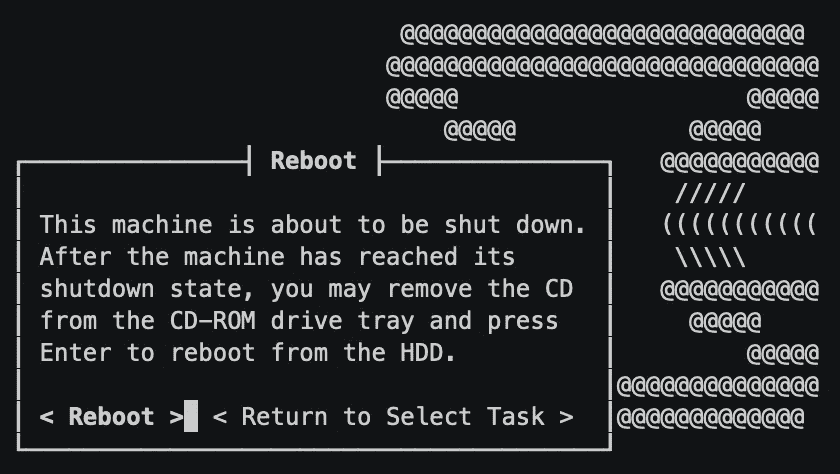 Reboot
This machine is about to be shut down.
After the machine has reached its
shutdown state, you may remove the CD
from the CD-ROM drive tray and press
Enter to reboot from the HDD.
< Reboot > < Return to Select Task >